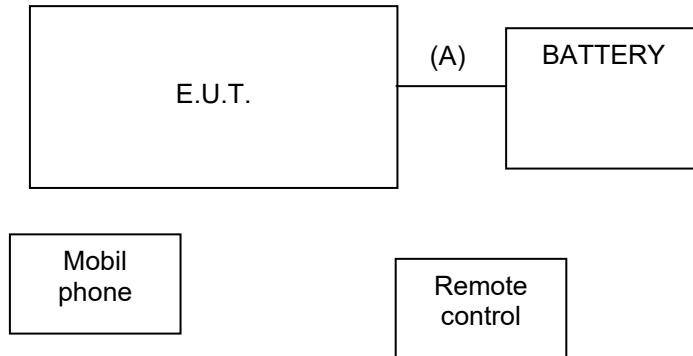 (A)
BATTERY
E.U.T.
Mobil
phone
Remote
control